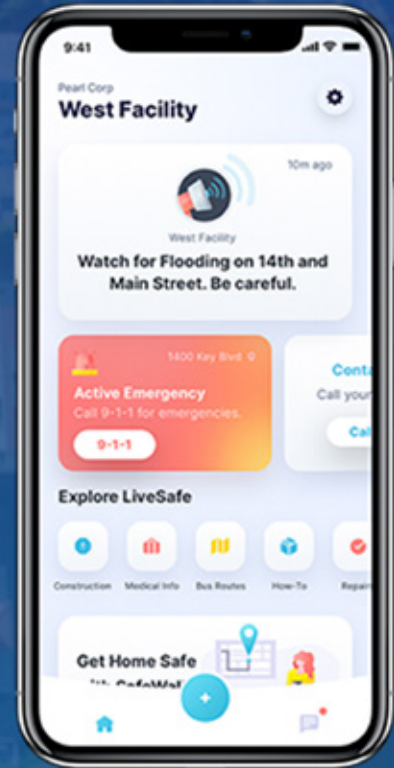 9:41
Pearl Corp
West Facility
10m ago
West Facility
Watch for Flooding on 14th and
Main Street. Be careful.
1400 Key Blvd
Active Emergency
Call 9-1-1 for emergencies.
9-1-1
Conta
Call your
Cal
Explore LiveSafe
Construction
Medical Info
Bus Routes
How-To
Repair
Get Home Safe
with SafeWal